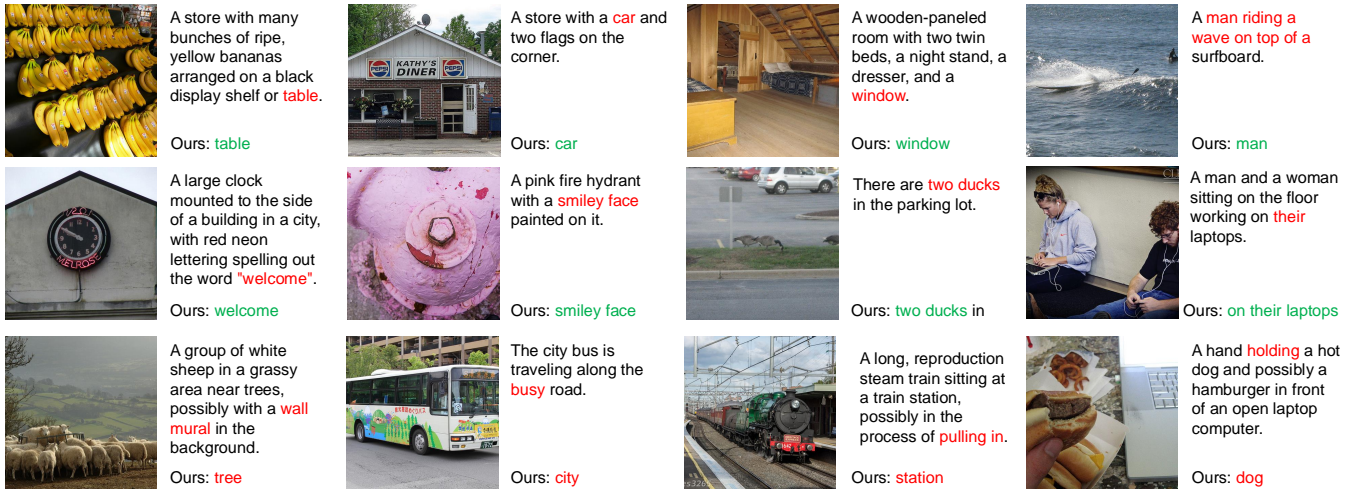 A store with many
bunches of ripe,
yellow bananas
arranged on a black
display shelf or table.
Ours: table
KATHY'S
DINER
PEPSI
PEPSI
A store with a car and
two flags on the
corner.
Ours: car
A wooden-paneled
room with two twin
beds, a night stand, a
dresser, and a
window.
Ours: window
A man riding a
wave on top of a
surfboard.
Ours: man
MELROSE
A large clock
mounted to the side
of a building in a city,
with red neon
lettering spelling out
the word "welcome".
Ours: welcome
A pink fire hydrant
with a smiley face
painted on it.
Ours: smiley face
There are two ducks
in the parking lot.
Ours: two ducks in
A man and a woman
sitting on the floor
working on their
laptops.
Ours: on their laptops
A group of white
sheep in a grassy
area near trees,
possibly with a wall
mural in the
background.
Ours: tree
The city bus is
traveling along the
busy road.
Ours: city
A long, reproduction
steam train sitting at
a train station,
possibly in the
process of pulling in.
Ours: station
A hand holding a hot
dog and possibly a
hamburger in front
of an open laptop
computer.
Ours: dog